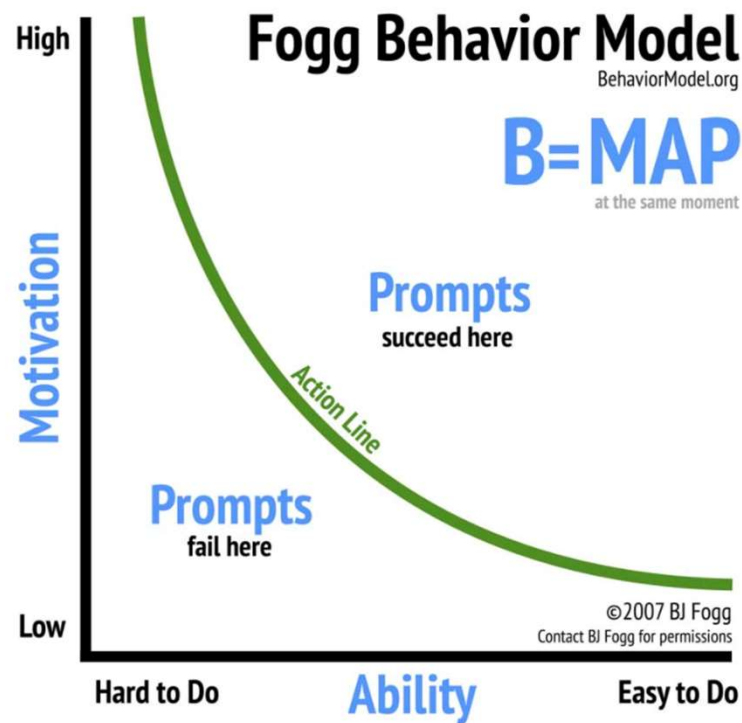 High
Fogg Behavior Model
BehaviorModel.org
B=MAP
at the same moment
Motivation
Prompts
succeed here
Action Line
Prompts
fail here
Low
©2007 BJ Fogg
Contact BJ Fogg for permissions
Hard to Do
Ability
Easy to Do